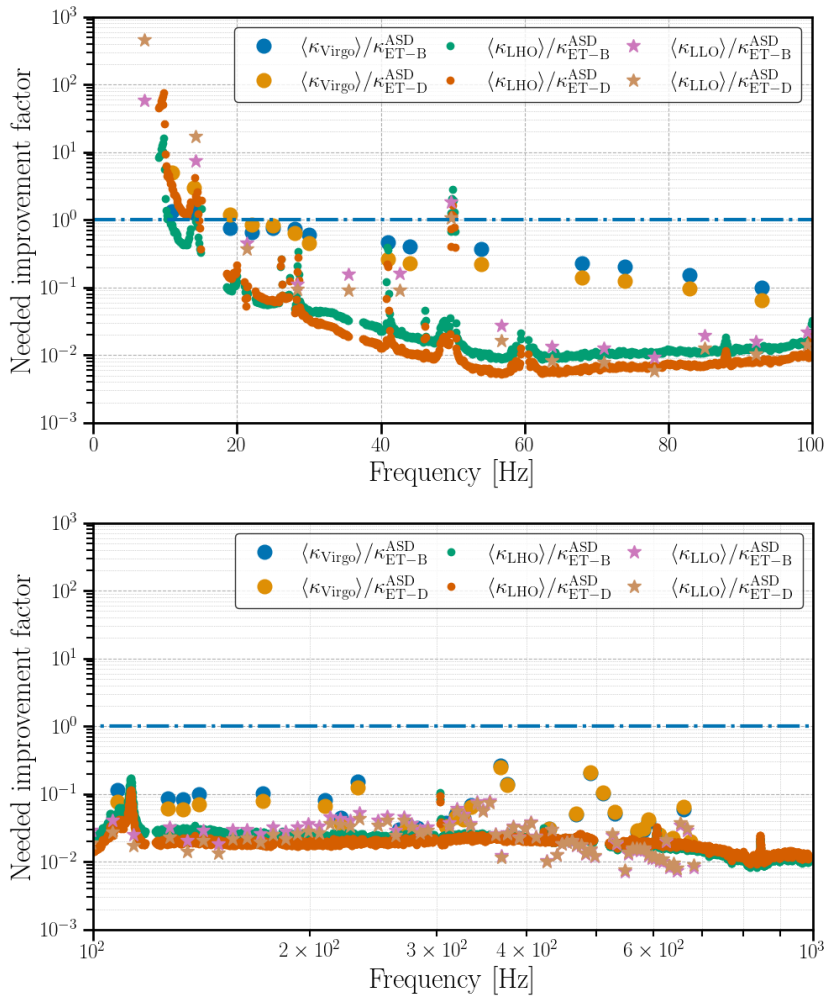 10³
10²
10¹
10⁰
10⁻¹
10⁻²
10⁻³
Needed improvement factor
⟨κ_Virgo⟩/κ^ASD_ET−B ⟨κ_LHO⟩/κ^ASD_ET−B ⟨κ_LLO⟩/κ^ASD_ET−B
⟨κ_Virgo⟩/κ^ASD_ET−D ⟨κ_LHO⟩/κ^ASD_ET−D ⟨κ_LLO⟩/κ^ASD_ET−D
0 20 40 60 80 100
Frequency [Hz]
10³
10²
10¹
10⁰
10⁻¹
10⁻²
10⁻³
Needed improvement factor
⟨κ_Virgo⟩/κ^ASD_ET−B ⟨κ_LHO⟩/κ^ASD_ET−B ⟨κ_LLO⟩/κ^ASD_ET−B
⟨κ_Virgo⟩/κ^ASD_ET−D ⟨κ_LHO⟩/κ^ASD_ET−D ⟨κ_LLO⟩/κ^ASD_ET−D
10² 2 × 10² 3 × 10² 6 × 10² 10³
Frequency [Hz]